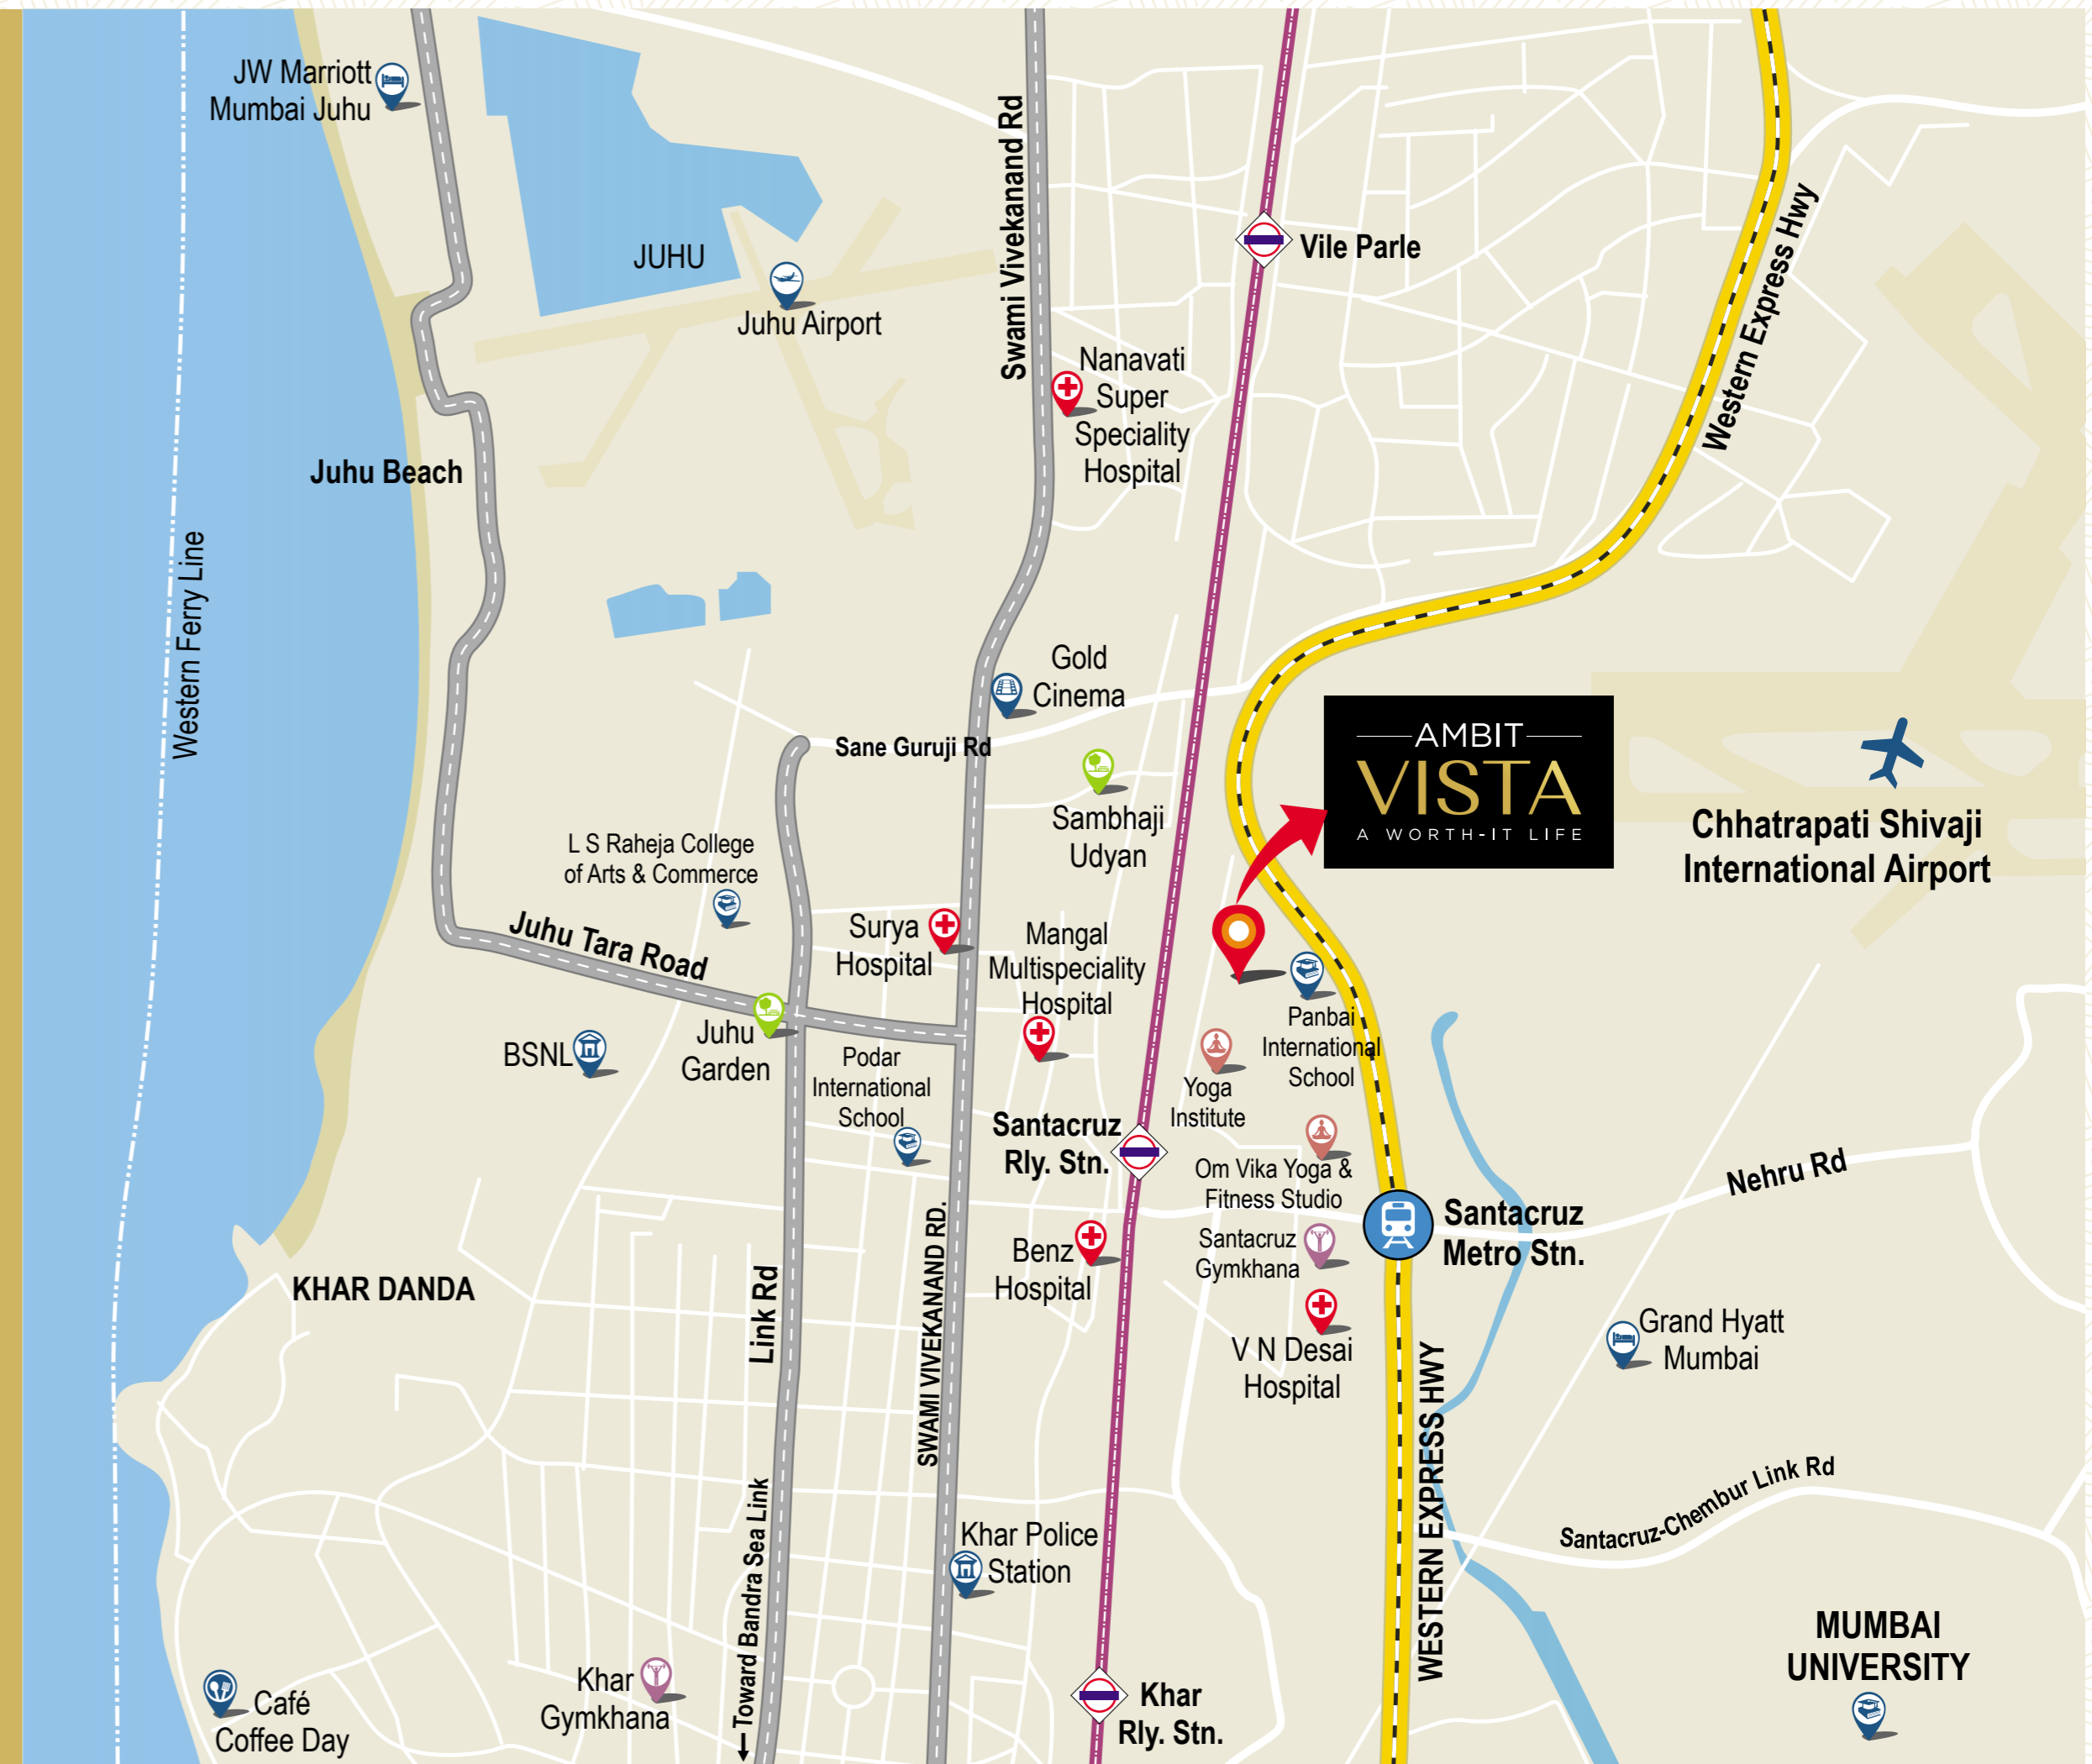 JW Marriott
Mumbai Juhu
Swami Vivekanand Rd
JUHU
Juhu Airport
Vile Parle
Western Express Hwy
Nanavati
Super
Speciality
Hospital
Juhu Beach
Western Ferry Line
Gold
Cinema
Sane Guruji Rd
AMBIT
VISTA
A WORTH-IT LIFE
Sambhaji
Udyan
Chhatrapati Shivaji
International Airport
L S Raheja College
of Arts & Commerce
Juhu Tara Road
Surya
Hospital
Mangal
Multispeciality
Hospital
Panbai
International
School
BSNL
Juhu
Garden
Podar
International
School
Yoga
Institute
Santacruz
Rly. Stn.
Om Vika Yoga &
Fitness Studio
Nehru Rd
Santacruz
Metro Stn.
Santacruz
Gymkhana
Benz
Hospital
KHAR DANDA
Link Rd
SWAMI VIVEKANAND RD.
V N Desai
Hospital
Grand Hyatt
Mumbai
WESTERN EXPRESS HWY
Santacruz-Chembur Link Rd
Toward Bandra Sea Link
Khar Police
Station
MUMBAI
UNIVERSITY
Khar
Gymkhana
Café
Coffee Day
Khar
Rly. Stn.